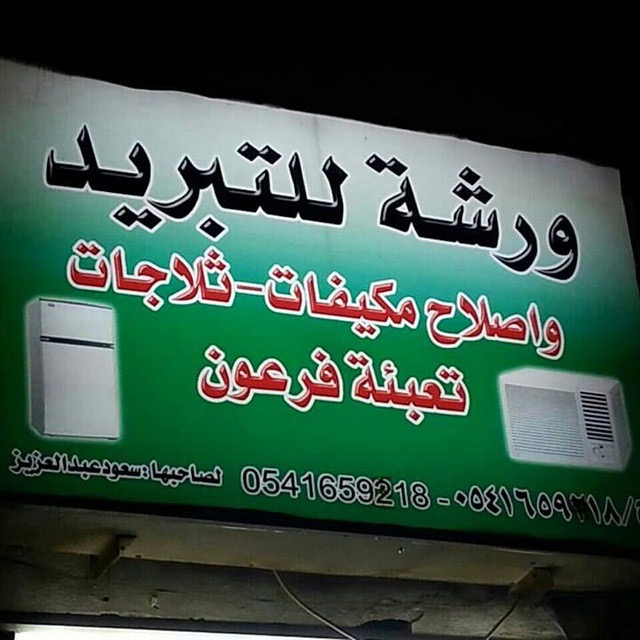 ورشة للتبريد
واصلاح مكيفات - ثلاجات
تعبئة فرعون
٠٥٤١٦٥٩٢١٨ - 0541659218 لصاحبها : سعود عبدالعزيز